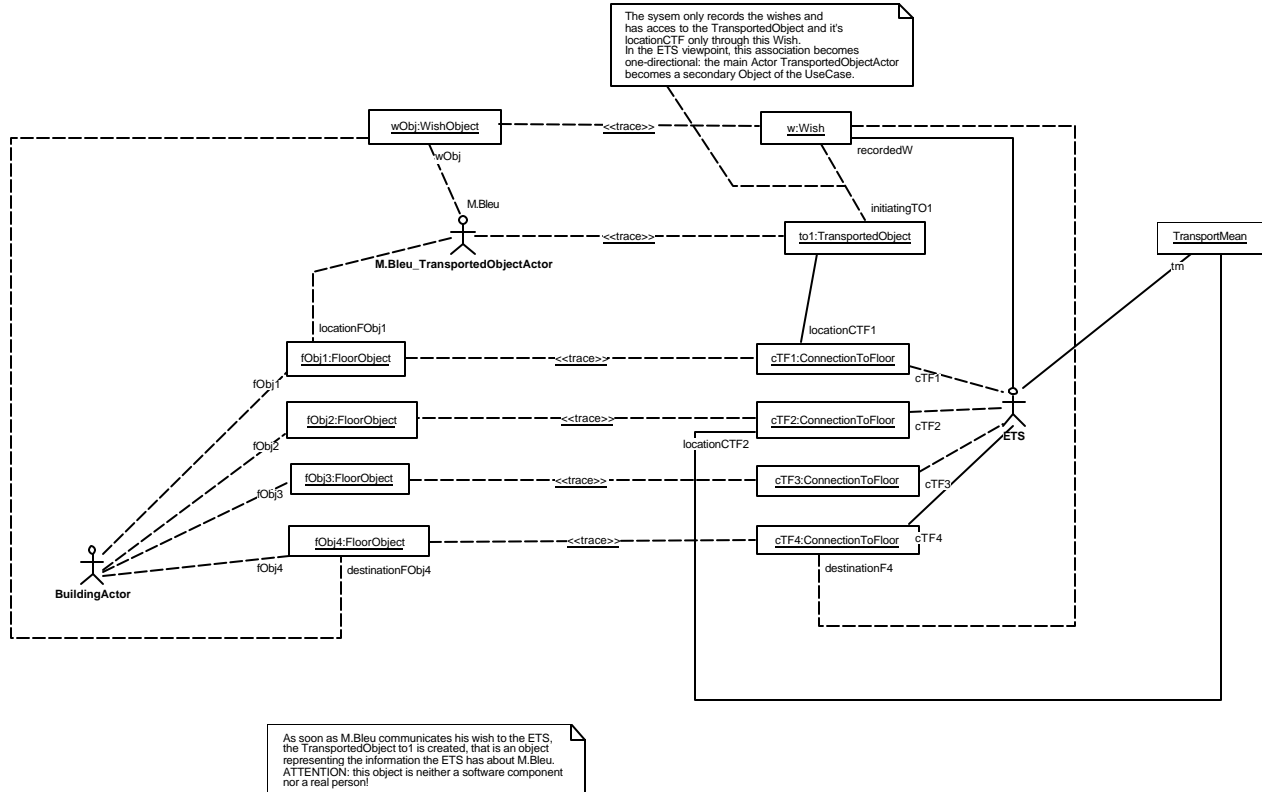 The sysem only records the wishes and
has acces to the TransportedObject and it's
locationCTF only through this Wish.
In the ETS viewpoint, this association becomes
one-directional: the main Actor TransportedObjectActor
becomes a secondary Object of the UseCase.
wObj:WishObject
<<trace>>
w:Wish
wObj
recordedW
M.Bleu
initiatingTO1
<<trace>>
to1:TransportedObject
TransportMean
M.Bleu_TransportedObjectActor
tm
locationFObj1
locationCTF1
fObj1:FloorObject
<<trace>>
cTF1:ConnectionToFloor
fObj1
cTF1
fObj2:FloorObject
<<trace>>
cTF2:ConnectionToFloor
cTF2
ETS
fObj2
locationCTF2
fObj3:FloorObject
<<trace>>
cTF3:ConnectionToFloor
cTF3
fObj3
fObj4:FloorObject
<<trace>>
cTF4:ConnectionToFloor
cTF4
fObj4
destinationFObj4
destinationF4
BuildingActor
As soon as M.Bleu communicates his wish to the ETS,
the TransportedObject to1 is created, that is an object
representing the information the ETS has about M.Bleu.
ATTENTION: this object is neither a software component
nor a real person!